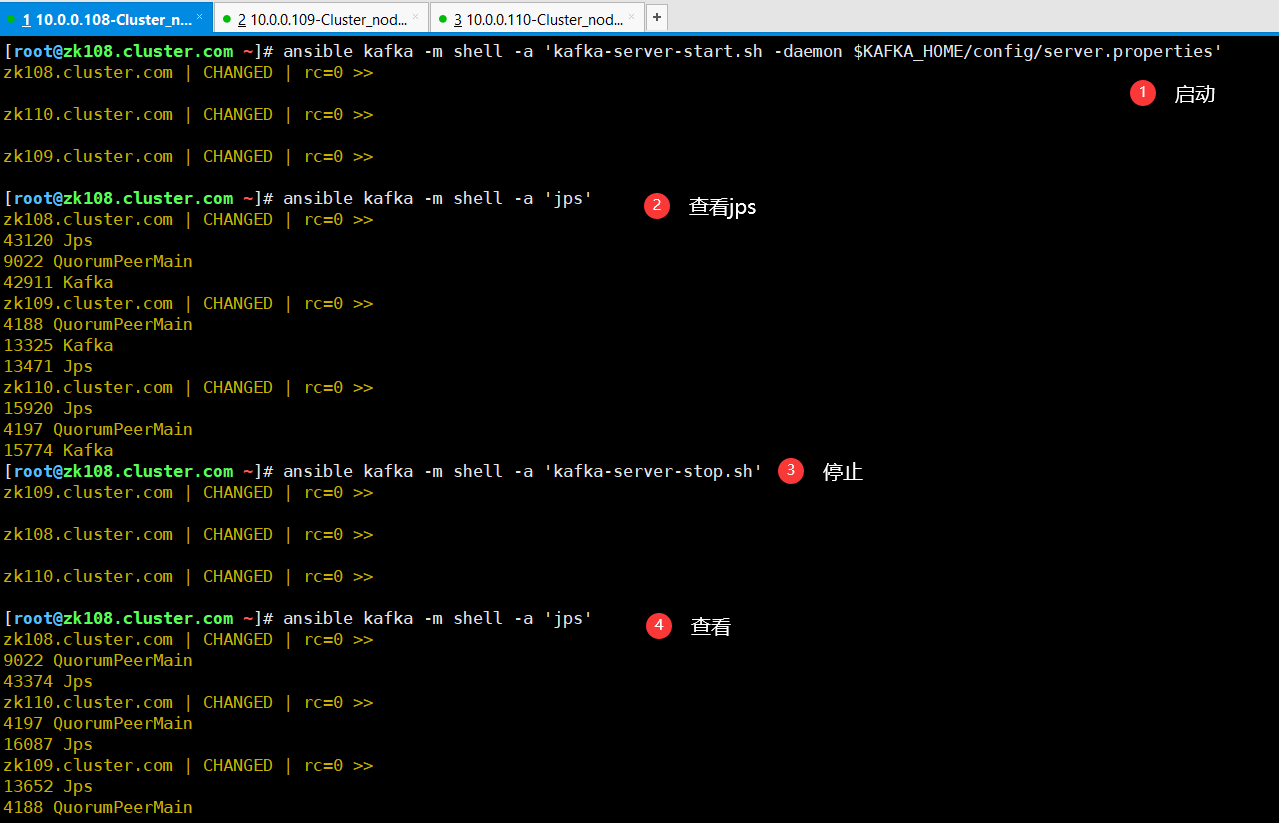 1 10.0.0.108-Cluster_n... × 2 10.0.0.109-Cluster_nod... × 3 10.0.0.110-Cluster_nod... × +
[root@zk108.cluster.com ~]# ansible kafka -m shell -a 'kafka-server-start.sh -daemon $KAFKA_HOME/config/server.properties'
zk108.cluster.com | CHANGED | rc=0 >>
1 启动
zk110.cluster.com | CHANGED | rc=0 >>
zk109.cluster.com | CHANGED | rc=0 >>
[root@zk108.cluster.com ~]# ansible kafka -m shell -a 'jps' 2 查看jps
zk108.cluster.com | CHANGED | rc=0 >>
43120 Jps
9022 QuorumPeerMain
42911 Kafka
zk109.cluster.com | CHANGED | rc=0 >>
4188 QuorumPeerMain
13325 Kafka
13471 Jps
zk110.cluster.com | CHANGED | rc=0 >>
15920 Jps
4197 QuorumPeerMain
15774 Kafka
[root@zk108.cluster.com ~]# ansible kafka -m shell -a 'kafka-server-stop.sh' 3 停止
zk109.cluster.com | CHANGED | rc=0 >>
zk108.cluster.com | CHANGED | rc=0 >>
zk110.cluster.com | CHANGED | rc=0 >>
[root@zk108.cluster.com ~]# ansible kafka -m shell -a 'jps' 4 查看
zk108.cluster.com | CHANGED | rc=0 >>
9022 QuorumPeerMain
43374 Jps
zk110.cluster.com | CHANGED | rc=0 >>
4197 QuorumPeerMain
16087 Jps
zk109.cluster.com | CHANGED | rc=0 >>
13652 Jps
4188 QuorumPeerMain